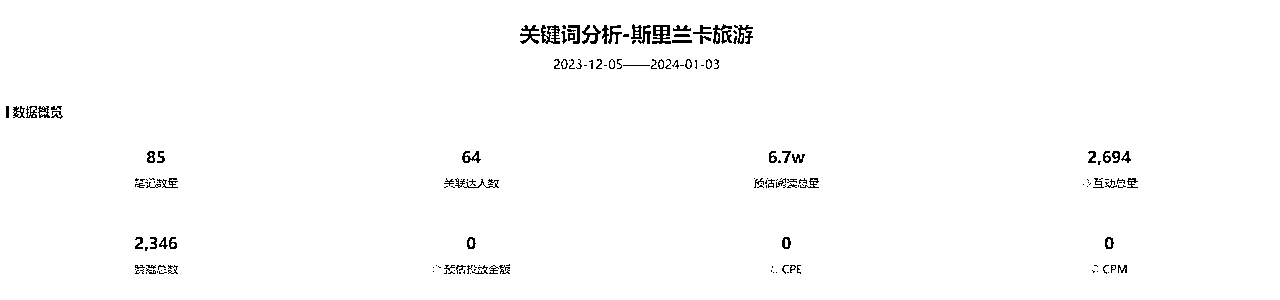 关键词分析-斯里兰卡旅游
2023-12-05——2024-01-03
数据概览
85 64 6.7w 2,694
笔记数量 关联达人数 预估阅读总量 互动总量
2,346 0 0 0
赞藏总数 预估投放金额 CPE CPM